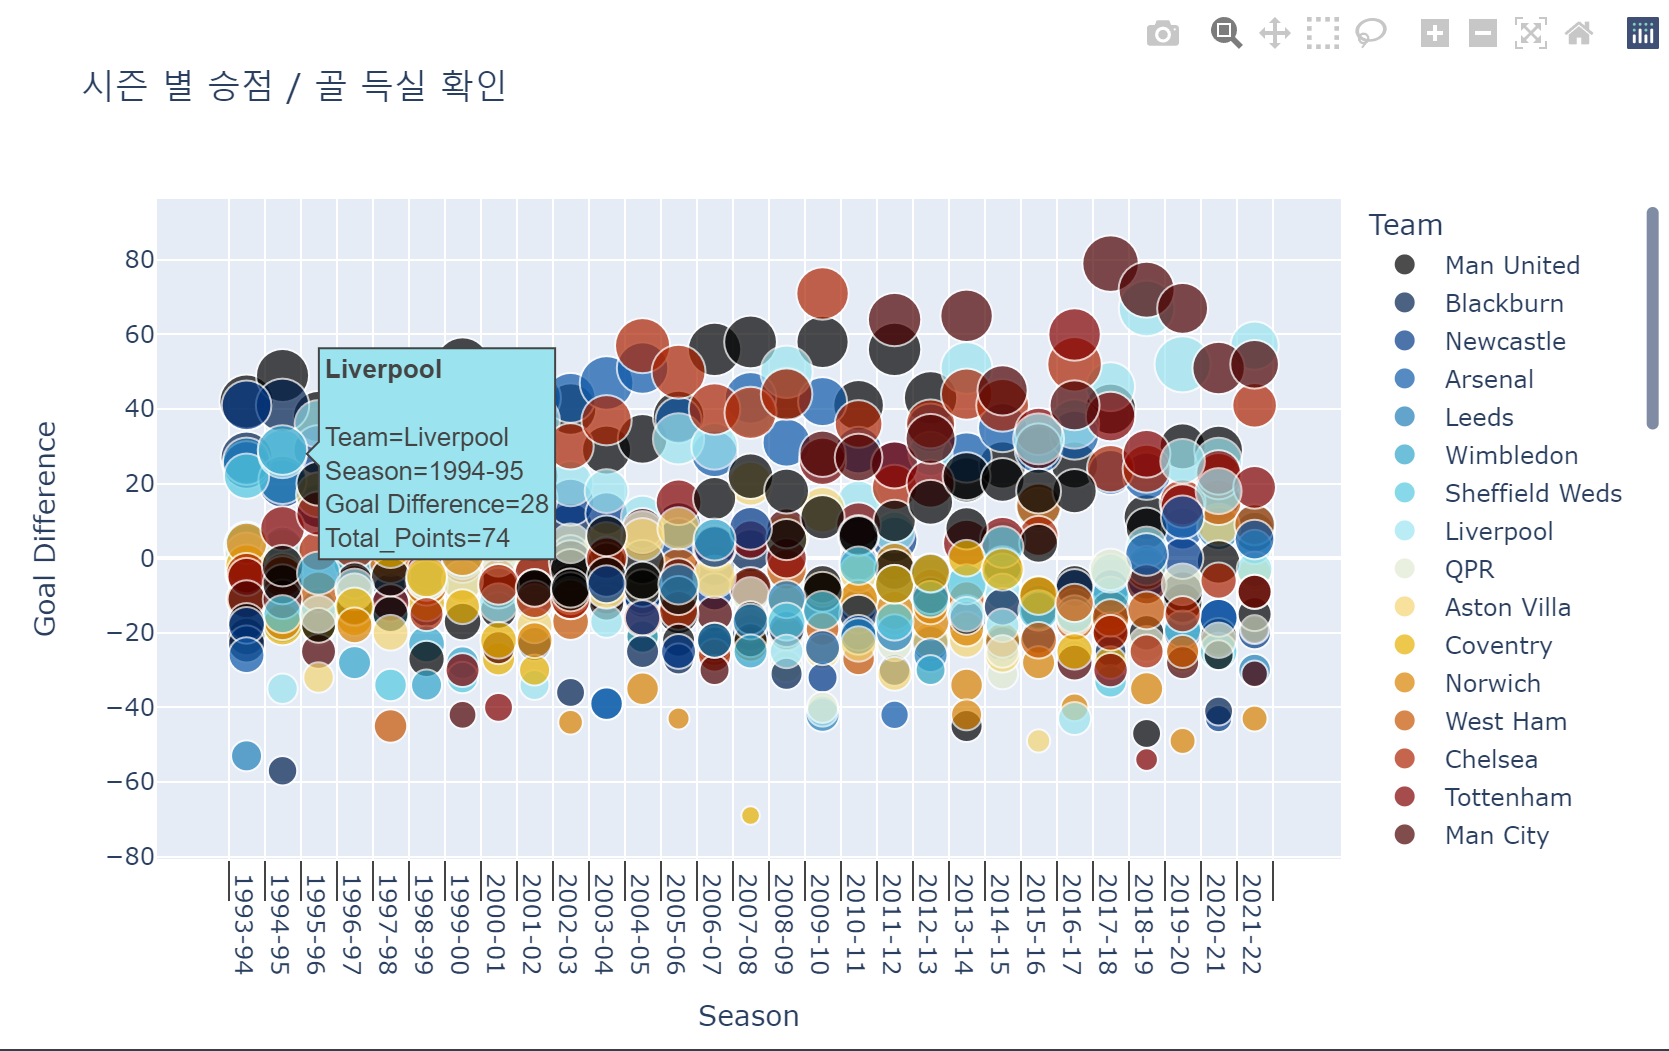 시즌 별 승점 / 골 득실 확인
Goal Difference
80
60
40
20
0
−20
−40
−60
−80
Liverpool
Team=Liverpool
Season=1994-95
Goal Difference=28
Total_Points=74
1993-94
1994-95
1995-96
1996-97
1997-98
1998-99
1999-00
2000-01
2001-02
2002-03
2003-04
2004-05
2005-06
2006-07
2007-08
2008-09
2009-10
2010-11
2011-12
2012-13
2013-14
2014-15
2015-16
2016-17
2017-18
2018-19
2019-20
2020-21
2021-22
Season
Team
Man United
Blackburn
Newcastle
Arsenal
Leeds
Wimbledon
Sheffield Weds
Liverpool
QPR
Aston Villa
Coventry
Norwich
West Ham
Chelsea
Tottenham
Man City